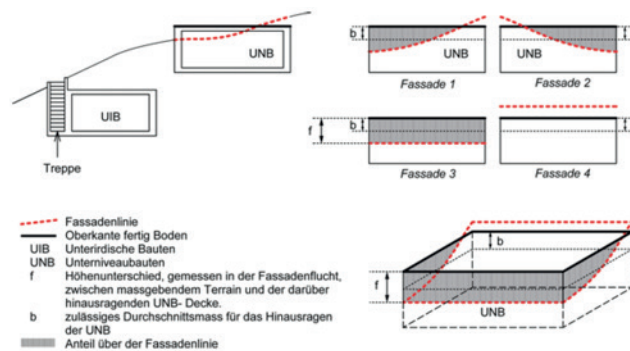 UNB
UIB
Treppe
b
UNB
Fassade 1
UNB
Fassade 2
f
b
Fassade 3
Fassade 4
Fassadenlinie
Oberkante fertig Boden
UIB Unterirdische Bauten
UNB Unterniveaubauten
f Höhenunterschied, gemessen in der Fassadenflucht,
zwischen massgebendem Terrain und der darüber
hinausragenden UNB- Decke.
b zulässiges Durchschnittsmass für das Hinausragen
der UNB
Anteil über der Fassadenlinie
b
f
UNB